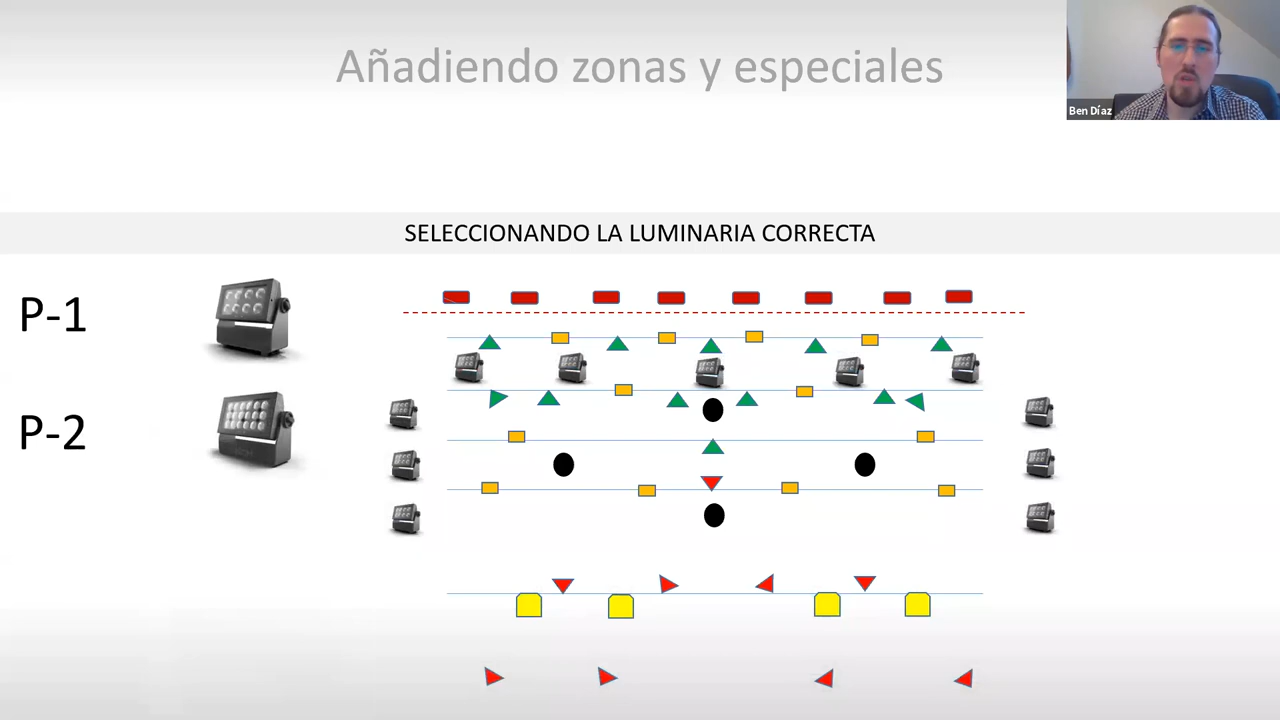 Añadiendo zonas y especiales
Ben Díaz
SELECCIONANDO LA LUMINARIA CORRECTA
P-1
P-2